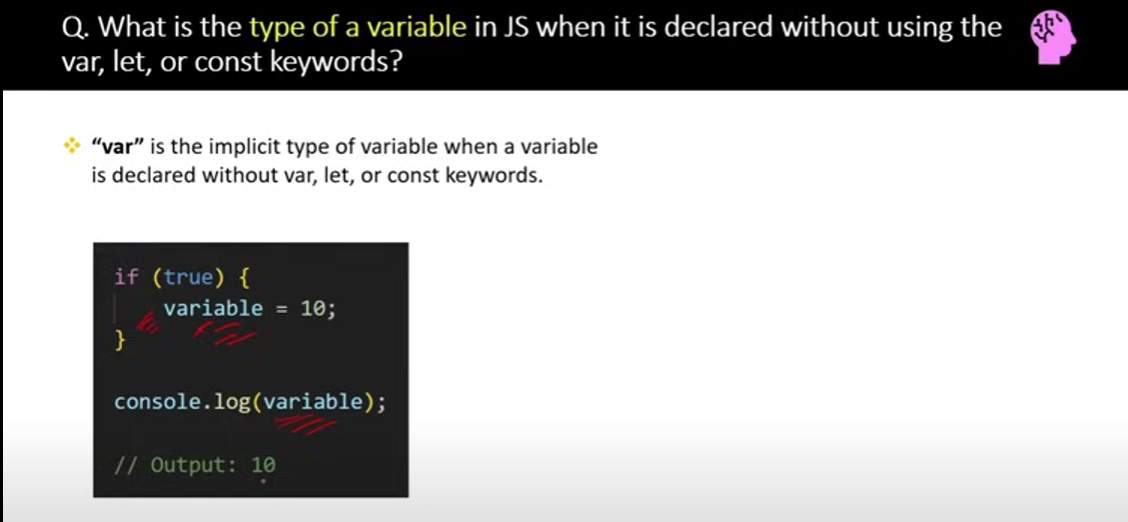 Q. What is the type of a variable in JS when it is declared without using the
var, let, or const keywords?
“var” is the implicit type of variable when a variable
is declared without var, let, or const keywords.
if (true) {
    variable = 10;
}
console.log(variable);
// Output: 10